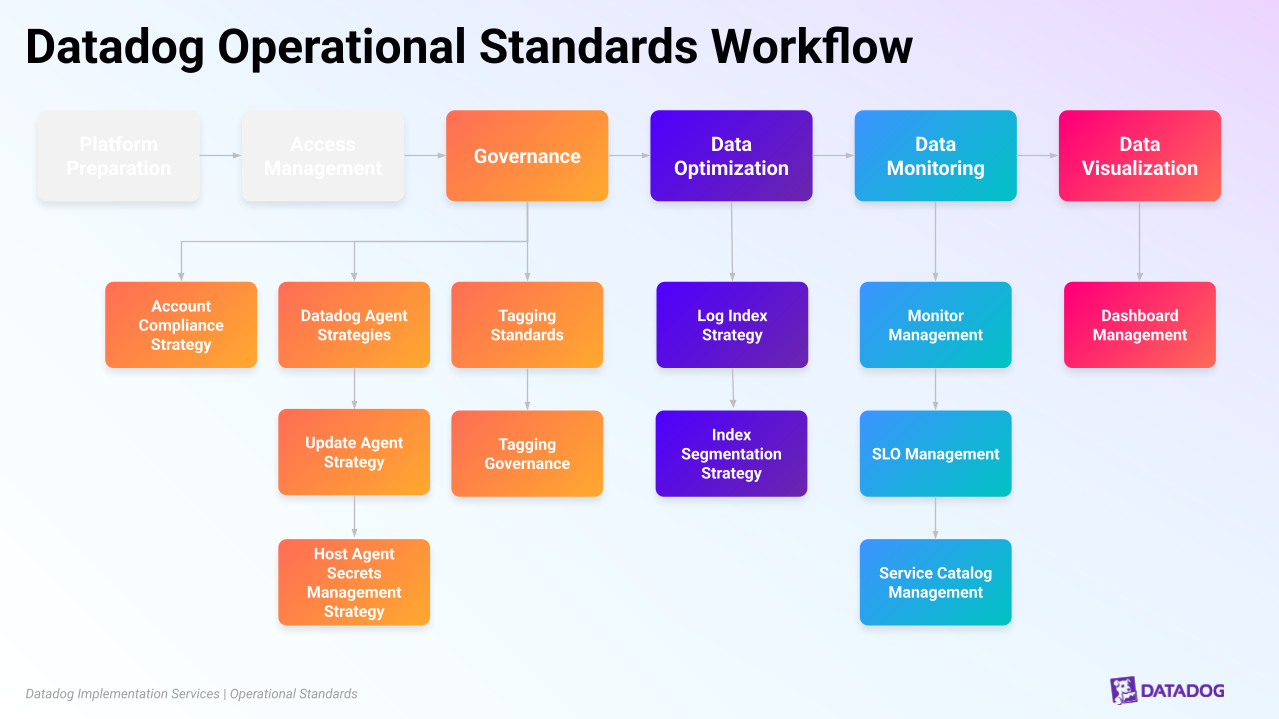 Datadog Operational Standards Workflow
Platform
Preparation
Access
Management
Governance
Data
Optimization
Data
Monitoring
Data
Visualization
Account
Compliance
Strategy
Datadog Agent
Strategies
Tagging
Standards
Log Index
Strategy
Monitor
Management
Dashboard
Management
Update Agent
Strategy
Tagging
Governance
Index
Segmentation
Strategy
SLO Management
Host Agent
Secrets
Management
Strategy
Service Catalog
Management
Datadog Implementation Services | Operational Standards
DATADOG